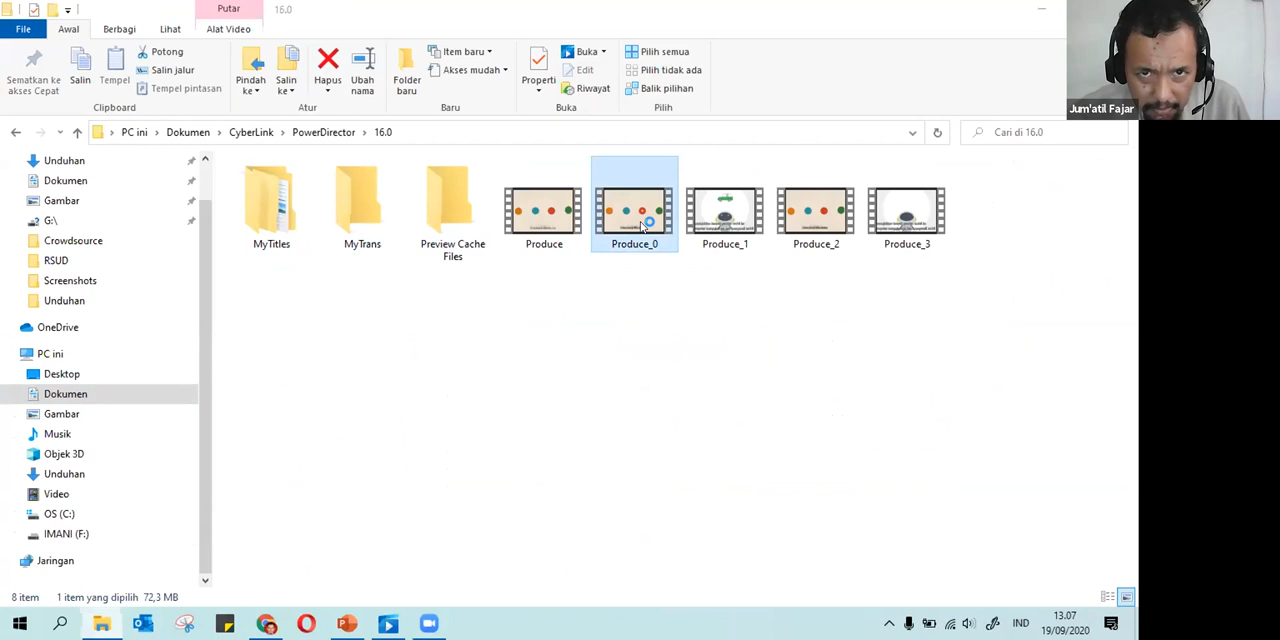 Putar
16.0
File
Awal
Berbagi
Lihat
Alat Video
Sematkan ke akses Cepat
Salin
Tempel
Potong
Salin jalur
Tempel pintasan
Clipboard
Pindah ke
Salin ke
Hapus
Ubah nama
Atur
Folder baru
Item baru
Akses mudah
Baru
Properti
Buka
Edit
Riwayat
Buka
Pilih semua
Pilih tidak ada
Balik pilihan
Pilih
Jum'atil Fajar
PC ini
Dokumen
CyberLink
PowerDirector
16.0
Cari di 16.0
Unduhan
Dokumen
Gambar
G:\
Crowdsource
RSUD
Screenshots
Unduhan
OneDrive
PC ini
Desktop
Dokumen
Gambar
Musik
Objek 3D
Unduhan
Video
OS (C:)
IMANI (F:)
Jaringan
MyTitles
MyTrans
Preview Cache Files
Produce
Produce_0
Produce_1
Produce_2
Produce_3
8 item
1 item yang dipilih 72,3 MB
IND
13.07
19/09/2020